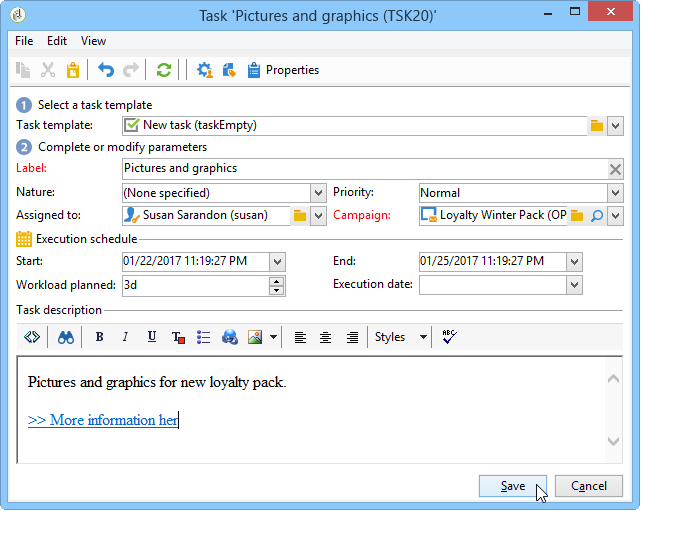 Task 'Pictures and graphics (TSK20)'
File Edit View
Properties
1 Select a task template
Task template: New task (taskEmpty)
2 Complete or modify parameters
Label: Pictures and graphics
Nature: (None specified) Priority: Normal
Assigned to: Susan Sarandon (susan) Campaign: Loyalty Winter Pack (OP
Execution schedule
Start: 01/22/2017 11:19:27 PM End: 01/25/2017 11:19:27 PM
Workload planned: 3d Execution date:
Task description
B I U T Styles ABC
Pictures and graphics for new loyalty pack.
>> More information her
Save Cancel